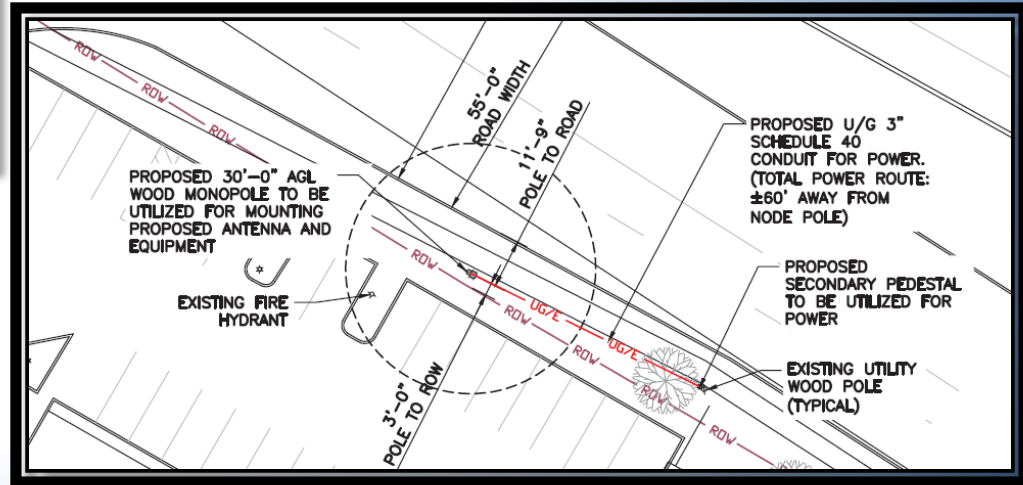 ROW
ROW
ROW
55'-0"
ROAD WIDTH
11'-9"
POLE TO ROAD
PROPOSED U/G 3"
SCHEDULE 40
CONDUIT FOR POWER.
(TOTAL POWER ROUTE:
±60' AWAY FROM
NODE POLE)
PROPOSED 30'-0" AGL
WOOD MONOPOLE TO BE
UTILIZED FOR MOUNTING
PROPOSED ANTENNA AND
EQUIPMENT
ROW
PROPOSED
SECONDARY PEDESTAL
TO BE UTILIZED FOR
POWER
EXISTING FIRE
HYDRANT
UG/E
ROW
UG/E
ROW
EXISTING UTILITY
WOOD POLE
(TYPICAL)
ROW
3'-0"
POLE TO ROW
ROW